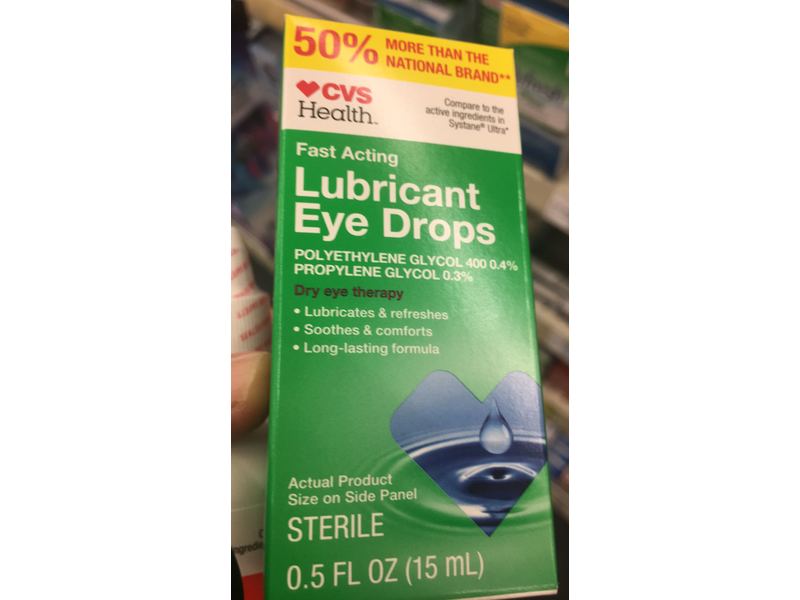 50% MORE THAN THE
NATIONAL BRAND**
CVS
Health™
Compare to the
active ingredients in
Systane® Ultra*
Fast Acting
Lubricant
Eye Drops
POLYETHYLENE GLYCOL 400 0.4%
PROPYLENE GLYCOL 0.3%
Dry eye therapy
• Lubricates & refreshes
• Soothes & comforts
• Long-lasting formula
Actual Product
Size on Side Panel
STERILE
0.5 FL OZ (15 mL)